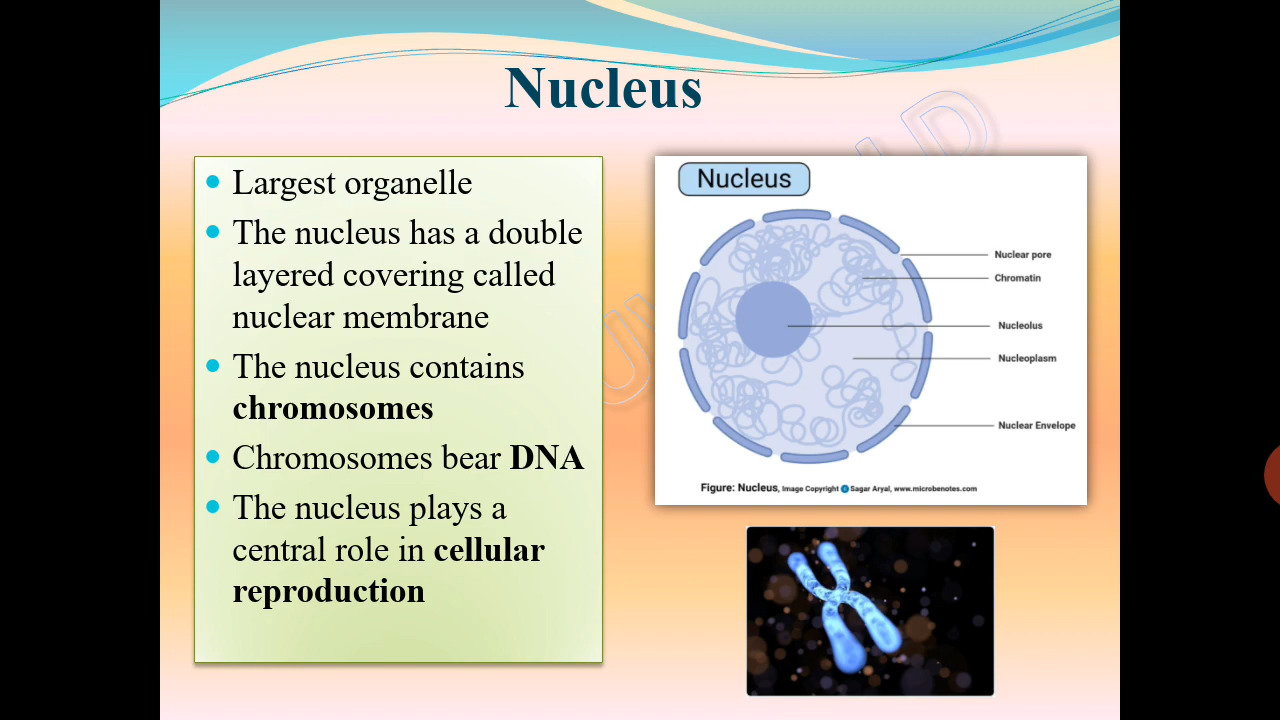 Nucleus
Largest organelle
The nucleus has a double
layered covering called
nuclear membrane
The nucleus contains
chromosomes
Chromosomes bear DNA
The nucleus plays a
central role in cellular
reproduction
Nucleus
Nuclear pore
Chromatin
Nucleolus
Nucleoplasm
Nuclear Envelope
Figure: Nucleus, Image Copyright Sagar Aryal, www.microbenotes.com